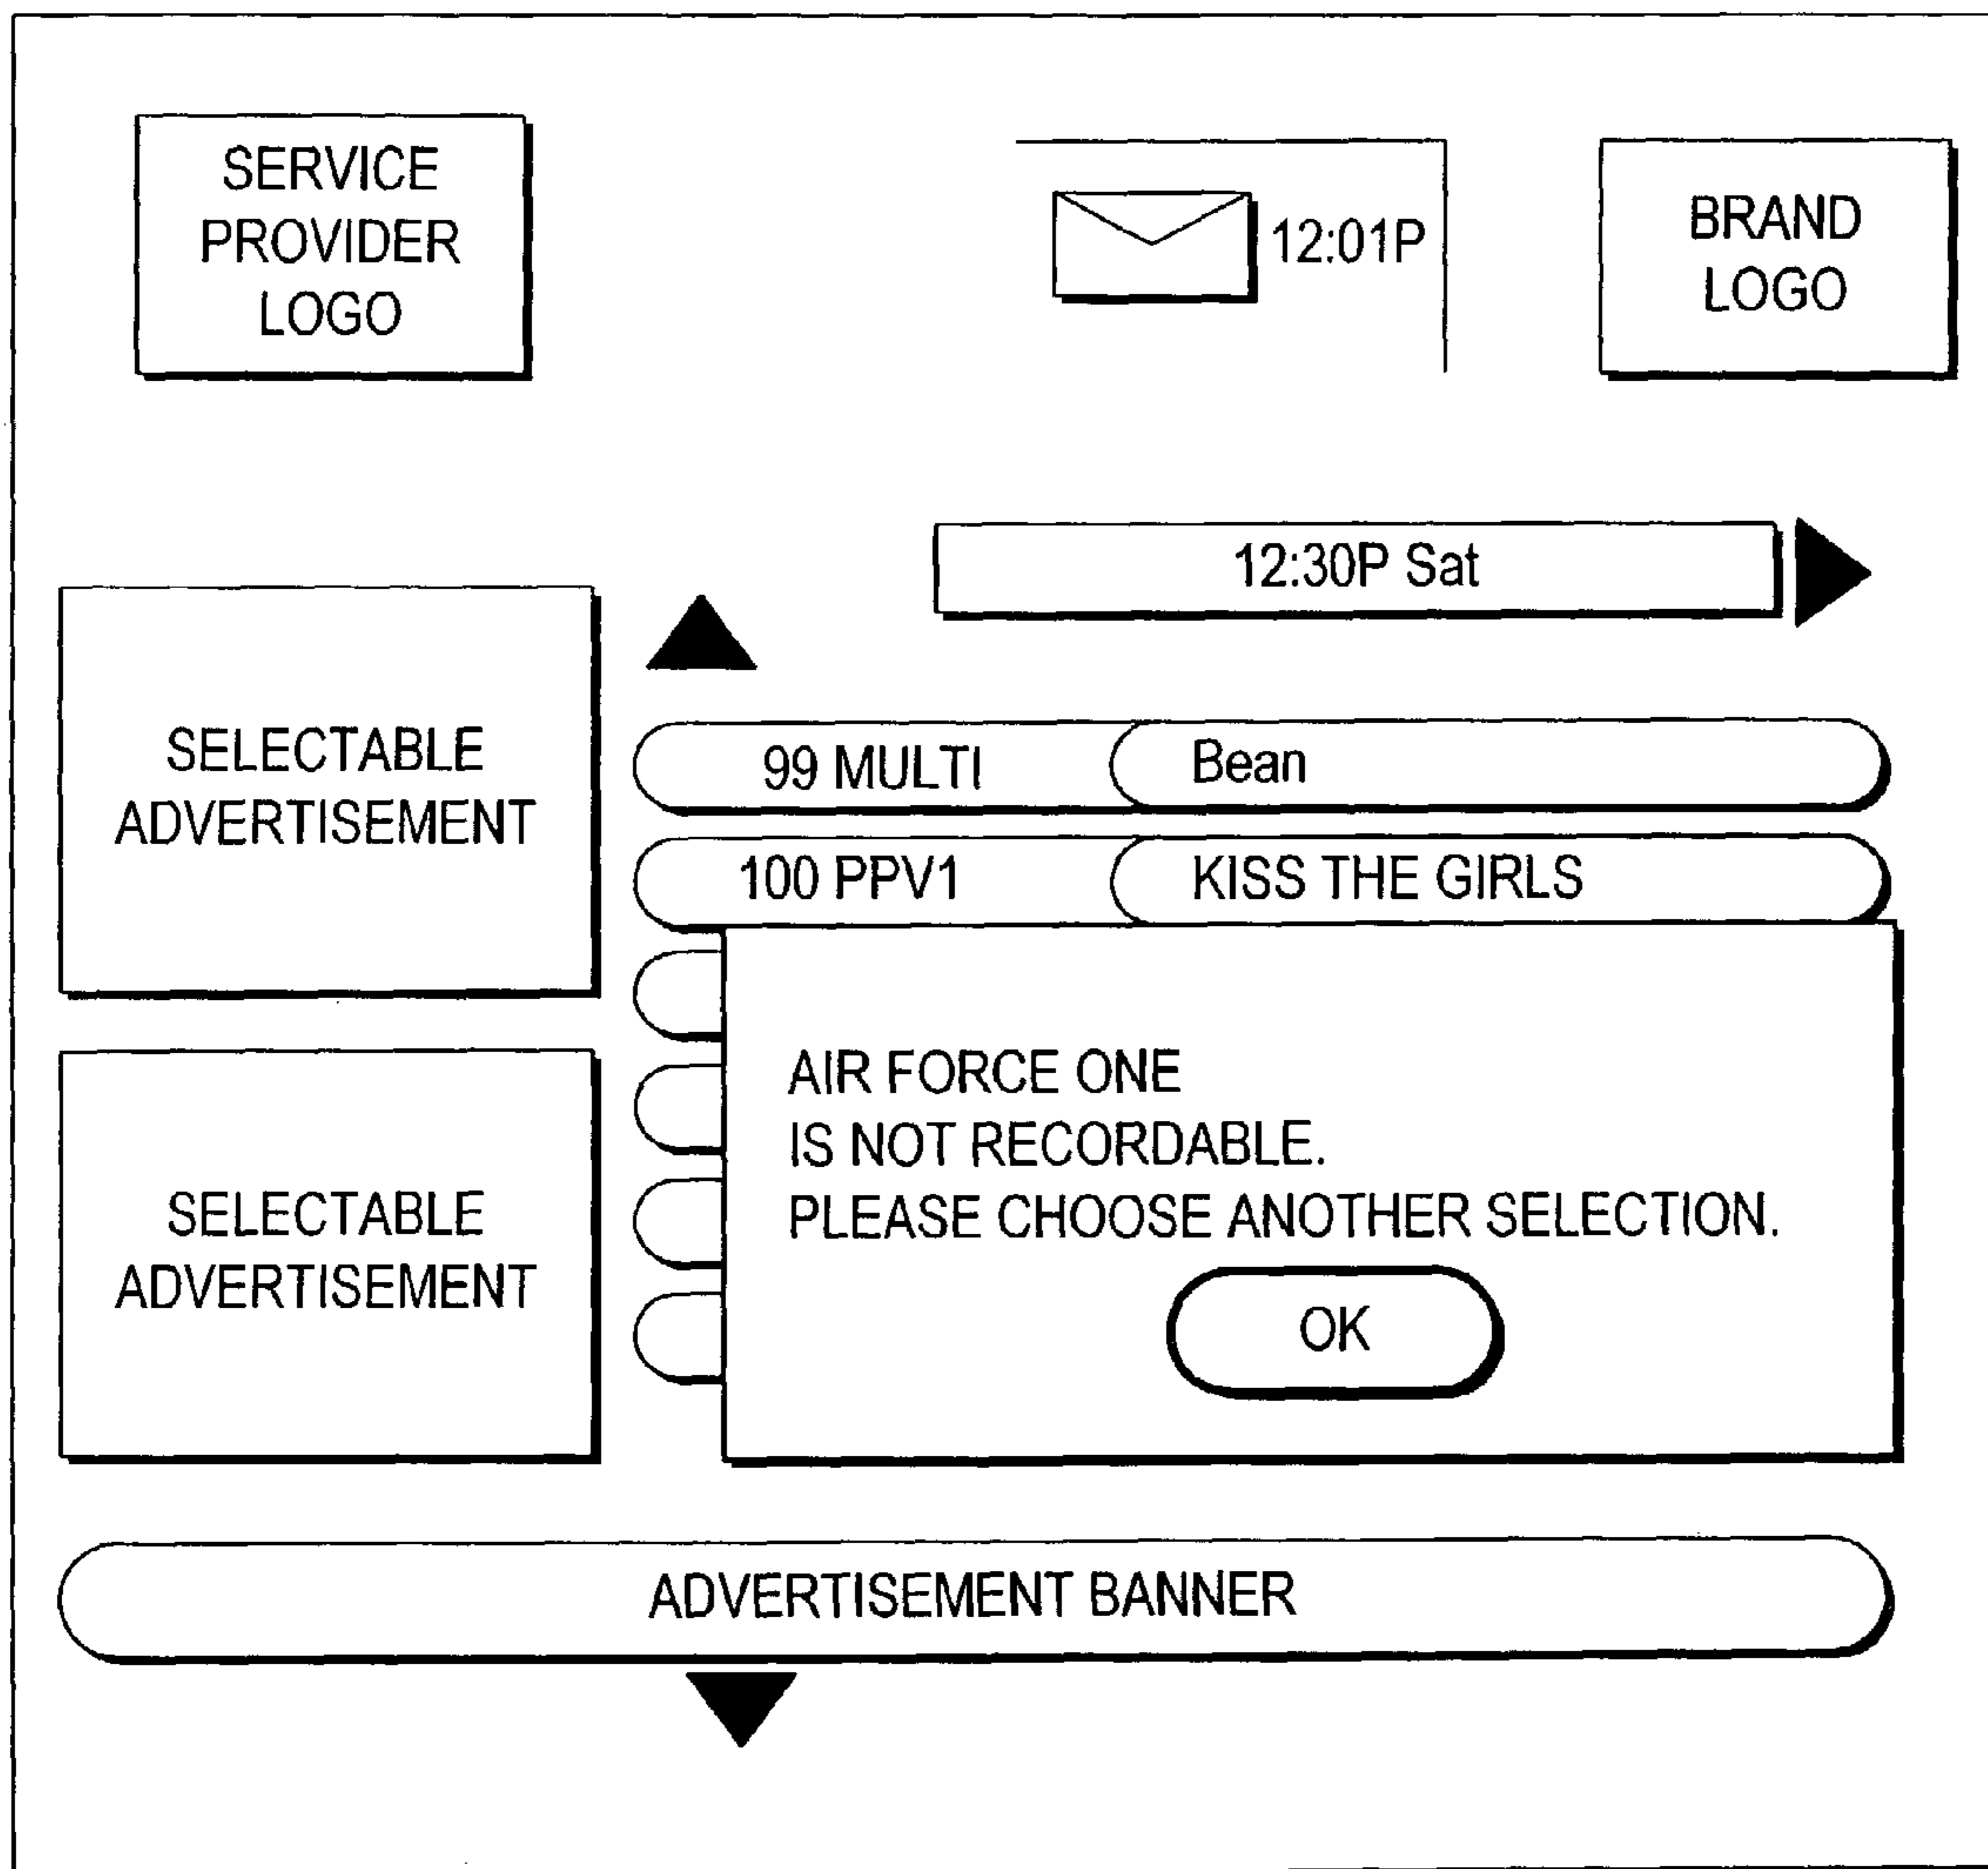 SERVICE
PROVIDER
LOGO
12:01P
BRAND
LOGO
12:30P Sat
SELECTABLE
ADVERTISEMENT
99 MULTI Bean
100 PPV1 KISS THE GIRLS
AIR FORCE ONE
IS NOT RECORDABLE.
PLEASE CHOOSE ANOTHER SELECTION.
OK
SELECTABLE
ADVERTISEMENT
ADVERTISEMENT BANNER